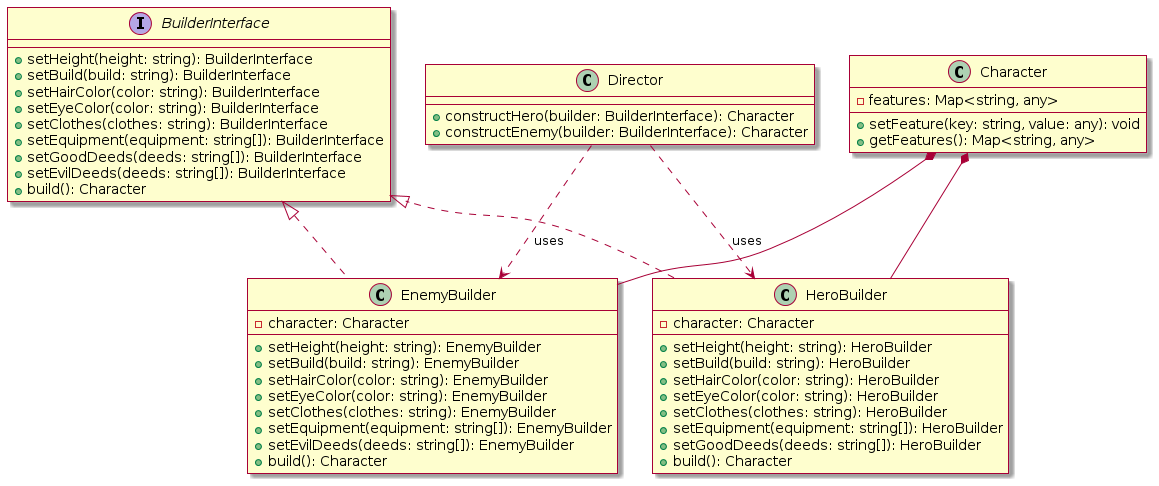 I BuilderInterface
setHeight(height: string): BuilderInterface
setBuild(build: string): BuilderInterface
setHairColor(color: string): BuilderInterface
setEyeColor(color: string): BuilderInterface
setClothes(clothes: string): BuilderInterface
setEquipment(equipment: string[]): BuilderInterface
setGoodDeeds(deeds: string[]): BuilderInterface
setEvilDeeds(deeds: string[]): BuilderInterface
build(): Character
C Director
constructHero(builder: BuilderInterface): Character
constructEnemy(builder: BuilderInterface): Character
C Character
features: Map<string, any>
setFeature(key: string, value: any): void
getFeatures(): Map<string, any>
uses
uses
C EnemyBuilder
character: Character
setHeight(height: string): EnemyBuilder
setBuild(build: string): EnemyBuilder
setHairColor(color: string): EnemyBuilder
setEyeColor(color: string): EnemyBuilder
setClothes(clothes: string): EnemyBuilder
setEquipment(equipment: string[]): EnemyBuilder
setEvilDeeds(deeds: string[]): EnemyBuilder
build(): Character
C HeroBuilder
character: Character
setHeight(height: string): HeroBuilder
setBuild(build: string): HeroBuilder
setHairColor(color: string): HeroBuilder
setEyeColor(color: string): HeroBuilder
setClothes(clothes: string): HeroBuilder
setEquipment(equipment: string[]): HeroBuilder
setGoodDeeds(deeds: string[]): HeroBuilder
build(): Character